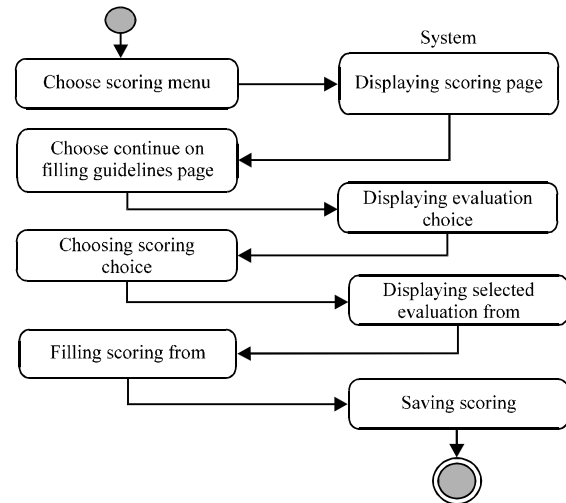 System
Choose scoring menu
Displaying scoring page
Choose continue on
filling guidelines page
Displaying evaluation
choice
Choosing scoring
choice
Displaying selected
evaluation from
Filling scoring from
Saving scoring